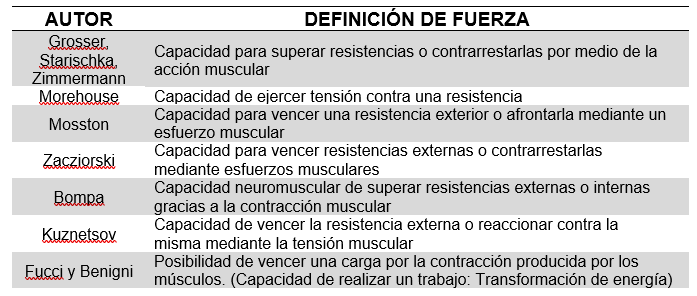 AUTOR DEFINICIÓN DE FUERZA
Grosser,
Starischka,
Zimmermann
Capacidad para superar resistencias o contrarrestarlas por medio de la
acción muscular
Morehouse Capacidad de ejercer tensión contra una resistencia
Mosston
Capacidad para vencer una resistencia exterior o afrontarla mediante un
esfuerzo muscular
Zacziorski
Capacidad para vencer resistencias externas o contrarrestarlas
mediante esfuerzos musculares
Bompa
Capacidad neuromuscular de superar resistencias externas o internas
gracias a la contracción muscular
Kuznetsov
Capacidad de vencer la resistencia externa o reaccionar contra la
misma mediante la tensión muscular
Fucci y Benigni
Posibilidad de vencer una carga por la contracción producida por los
músculos. (Capacidad de realizar un trabajo: Transformación de energía)